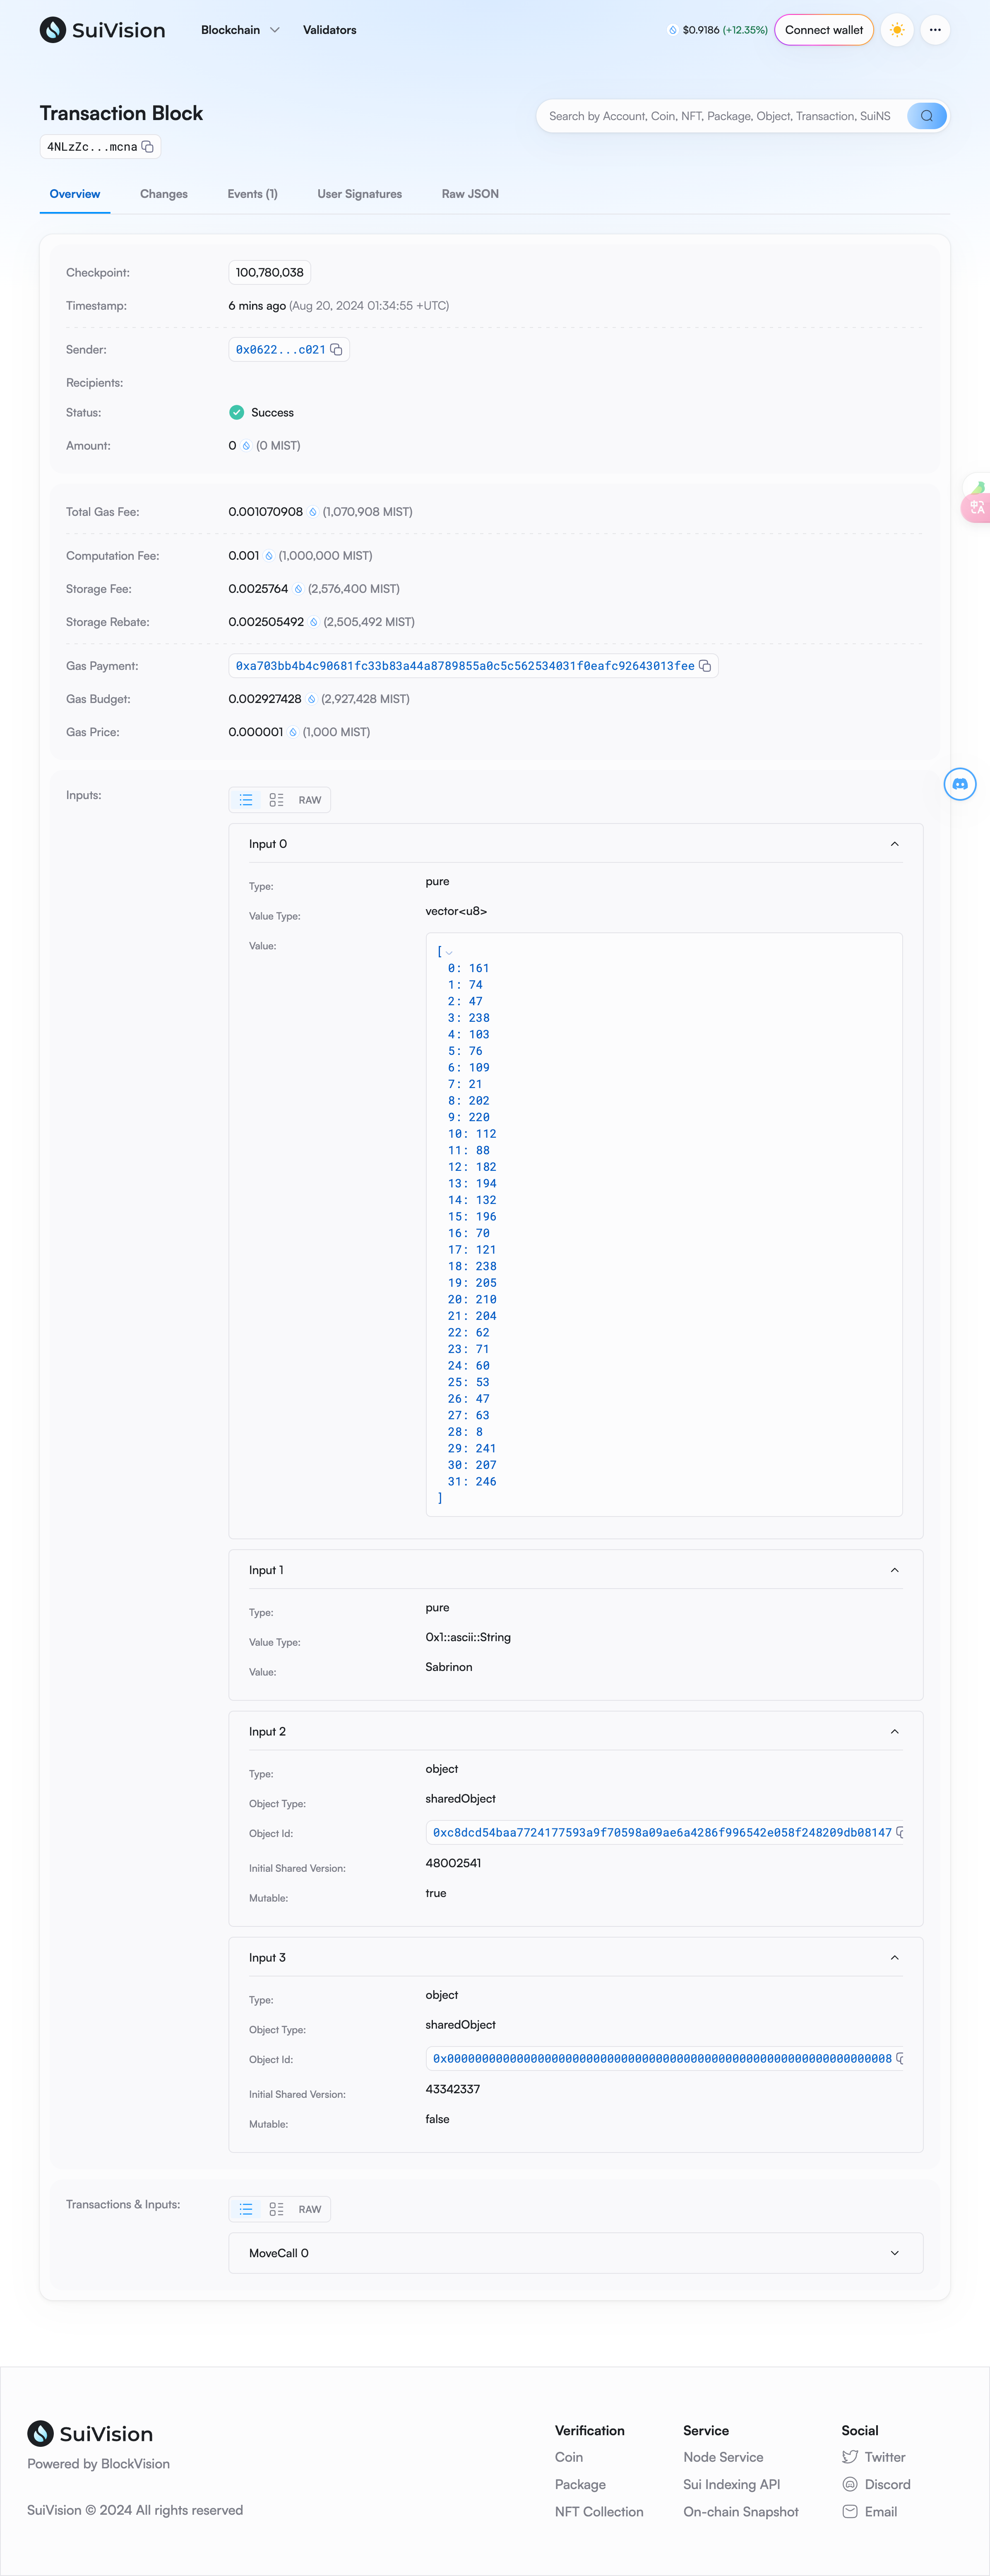 SuiVision
Blockchain
Validators
$0.9186 (+12.35%)
Connect wallet
Transaction Block
Search by Account, Coin, NFT, Package, Object, Transaction, SuiNS
4NLzZc...mcna
Overview
Changes
Events (1)
User Signatures
Raw JSON
Checkpoint: 100,780,038
Timestamp: 6 mins ago (Aug 20, 2024 01:34:55 +UTC)
Sender: 0x0622...c021
Recipients:
Status: Success
Amount: 0 (0 MIST)
Total Gas Fee: 0.001070908 (1,070,908 MIST)
Computation Fee: 0.001 (1,000,000 MIST)
Storage Fee: 0.0025764 (2,576,400 MIST)
Storage Rebate: 0.002505492 (2,505,492 MIST)
Gas Payment: 0xa703bb4b4c90681fc33b83a44a8789855a0c5c562534031f0eafc92643013fee
Gas Budget: 0.002927428 (2,927,428 MIST)
Gas Price: 0.000001 (1,000 MIST)
Inputs:
RAW
Input 0
Type: pure
Value Type: vector<u8>
Value:
[
0: 161
1: 74
2: 47
3: 238
4: 103
5: 76
6: 109
7: 21
8: 202
9: 220
10: 112
11: 88
12: 182
13: 194
14: 132
15: 196
16: 70
17: 121
18: 238
19: 205
20: 210
21: 204
22: 62
23: 71
24: 60
25: 53
26: 47
27: 63
28: 8
29: 241
30: 207
31: 246
]
Input 1
Type: pure
Value Type: 0x1::ascii::String
Value: Sabrinon
Input 2
Type: object
Object Type: sharedObject
Object Id: 0xc8dcd54baa7724177593a9f70598a09ae6a4286f996542e058f248209db08147
Initial Shared Version: 48002541
Mutable: true
Input 3
Type: object
Object Type: sharedObject
Object Id: 0x0000000000000000000000000000000000000000000000000000000000000008
Initial Shared Version: 43342337
Mutable: false
Transactions & Inputs:
RAW
MoveCall 0
SuiVision
Powered by BlockVision
SuiVision © 2024 All rights reserved
Verification
Coin
Package
NFT Collection
Service
Node Service
Sui Indexing API
On-chain Snapshot
Social
Twitter
Discord
Email